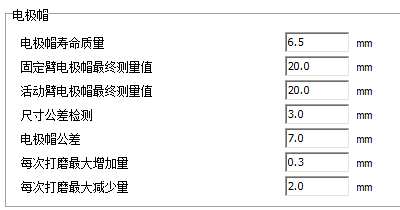 电极帽
电极帽寿命质量 6.5 mm
固定臂电极帽最终测量值 20.0 mm
活动臂电极帽最终测量值 20.0 mm
尺寸公差检测 3.0 mm
电极帽公差 7.0 mm
每次打磨最大增加量 0.3 mm
每次打磨最大减少量 2.0 mm